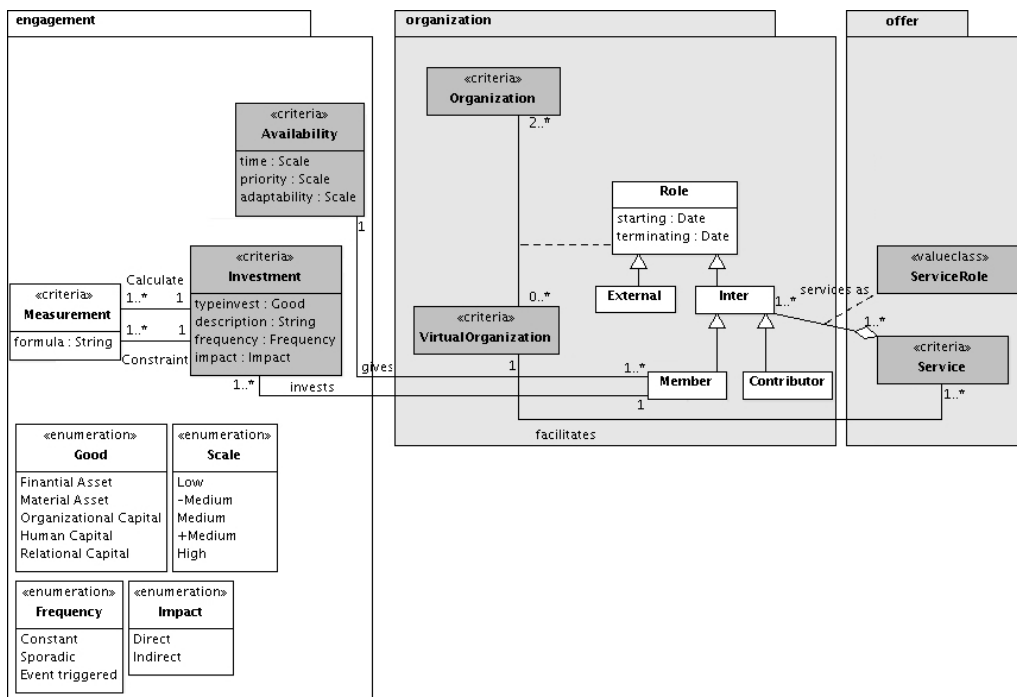 engagement
organization
offer
«criteria»
Organization
2..*
«criteria»
Availability
time : Scale
priority : Scale
adaptability : Scale
1
Role
starting : Date
terminating : Date
«criteria»
Investment
typeinvest : Good
description : String
frequency : Frequency
impact : Impact
Calculate
1..* 1
«criteria»
Measurement
formula : String
1..* 1
Constraint
1..*
invests
gives
0..*
«criteria»
VirtualOrganization
1
External
Inter
1..*
services as
«valueclass»
ServiceRole
1..*
«criteria»
Service
1..*
1..*
Member
1
Contributor
facilitates
«enumeration»
Good
Finantial Asset
Material Asset
Organizational Capital
Human Capital
Relational Capital
«enumeration»
Scale
Low
-Medium
Medium
+Medium
High
«enumeration»
Frequency
Constant
Sporadic
Event triggered
«enumeration»
Impact
Direct
Indirect